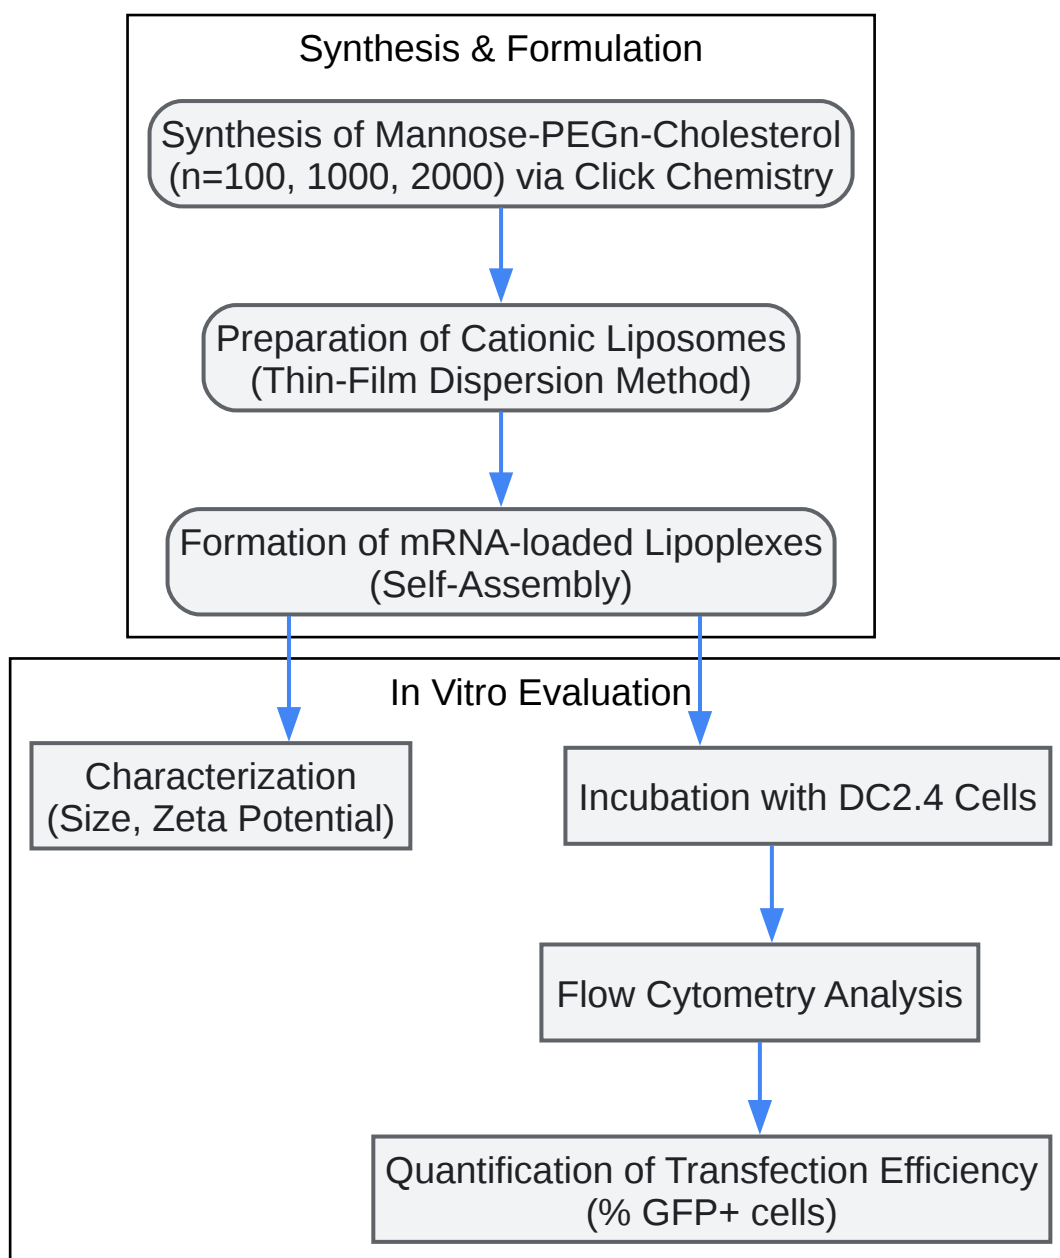 Synthesis & Formulation
Synthesis of Mannose-PEGn-Cholesterol
(n=100, 1000, 2000) via Click Chemistry
Preparation of Cationic Liposomes
(Thin-Film Dispersion Method)
Formation of mRNA-loaded Lipoplexes
(Self-Assembly)
In Vitro Evaluation
Characterization
(Size, Zeta Potential)
Incubation with DC2.4 Cells
Flow Cytometry Analysis
Quantification of Transfection Efficiency
(% GFP+ cells)